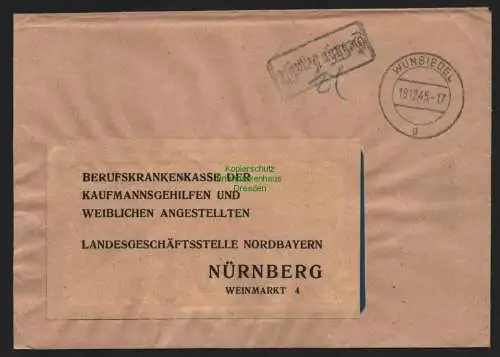 Gebühr bezahlt
WUNSIEDEL
19.12.45.-17
d
Kopierschutz
Dresden
BERUFSKRANKENKASSE DER
KAUFMANNSGEHILFEN UND
WEIBLICHEN ANGESTELLTEN
LANDESGESCHÄFTSSTELLE NORDBAYERN
NÜRNBERG
WEINMARKT 4